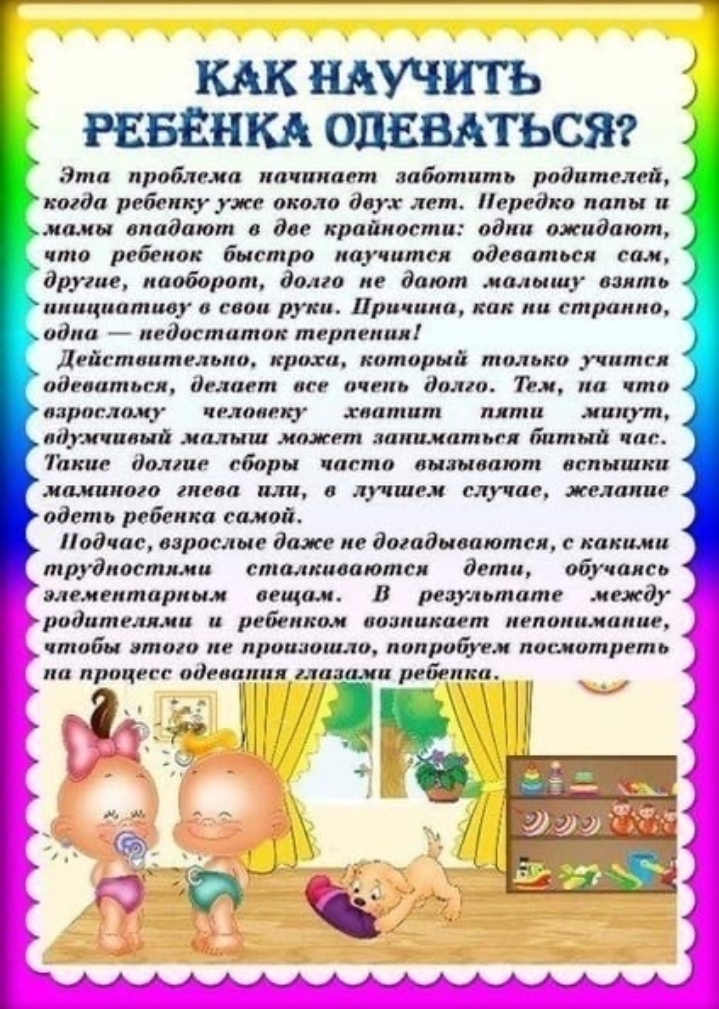 КАК НАУЧИТЬ
РЕБЁНКА ОДЕВАТЬСЯ?
Эта проблема начинает заботить родителей,
когда ребенку уже около двух лет. Нередко папы и
мамы впадают в две крайности: одни ожидают,
что ребенок быстро научится одеваться сам,
другие, наоборот, долго не дают малышу взять
инициативу в свои руки. Причина, как ни странно,
одна — недостаток терпения!
Действительно, кроха, который только учится
одеваться, делает все очень долго. Тем, на что
взрослому человеку хватит пяти минут,
вдумчивый малыш может заниматься битый час.
Такие долгие сборы часто вызывают вспышки
маминого гнева или, в лучшем случае, желание
одеть ребенка самой.
Подчас, взрослые даже не догадываются, с какими
трудностями сталкиваются дети, обучаясь
элементарным вещам. В результате между
родителями и ребенком возникает непонимание,
чтобы этого не произошло, попробуем посмотреть
на процесс одевания глазами ребенка.